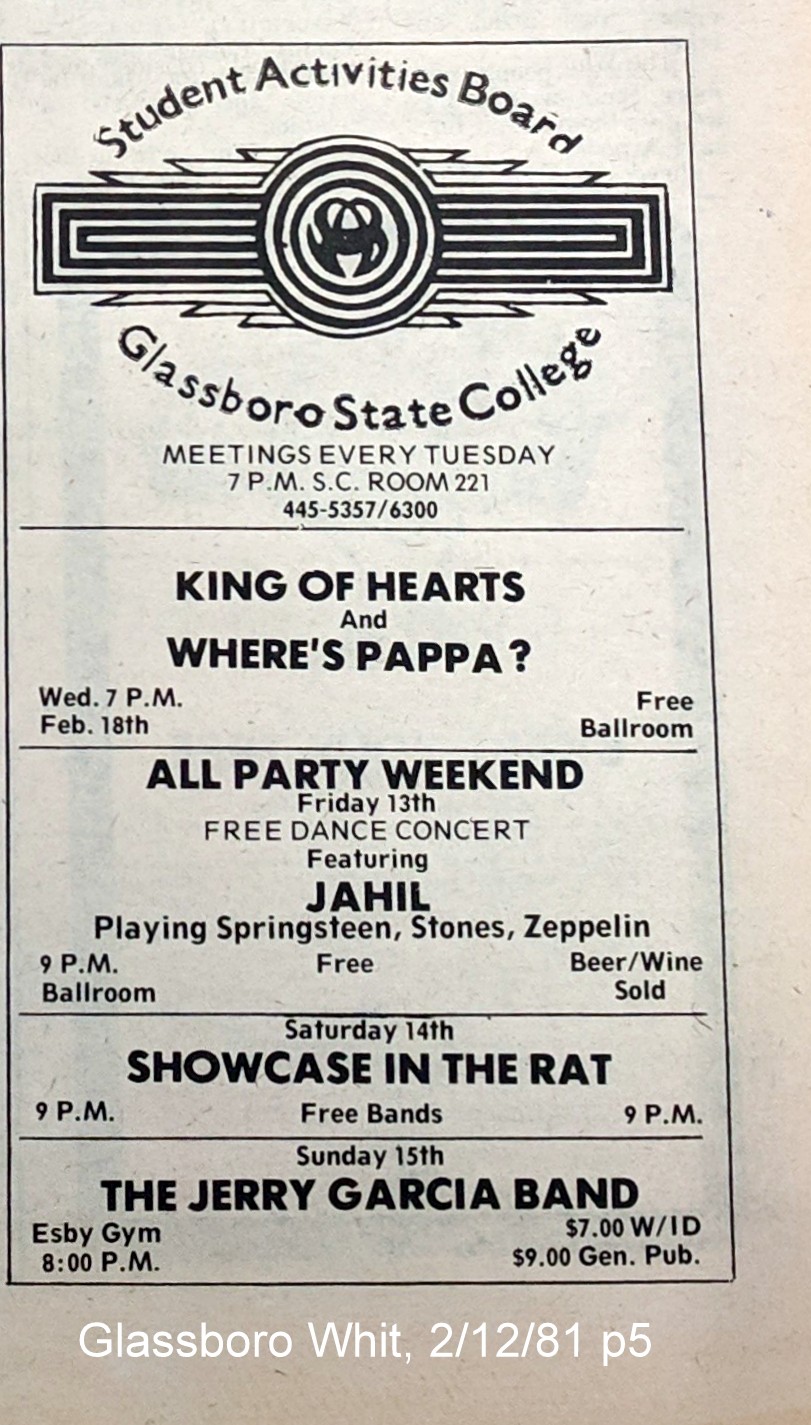 Student Activities Board
Glassboro State College
MEETINGS EVERY TUESDAY
7 P.M. S.C. ROOM 221
445-5357/6300
KING OF HEARTS
And
WHERE'S PAPPA?
Wed. 7 P.M. Free
Feb. 18th Ballroom
ALL PARTY WEEKEND
Friday 13th
FREE DANCE CONCERT
Featuring
JAHIL
Playing Springsteen, Stones, Zeppelin
9 P.M. Free Beer/Wine
Ballroom Sold
Saturday 14th
SHOWCASE IN THE RAT
9 P.M. Free Bands 9 P.M.
Sunday 15th
THE JERRY GARCIA BAND
Esby Gym $7.00 W/ID
8:00 P.M. $9.00 Gen. Pub.
Glassboro Whit, 2/12/81 p5